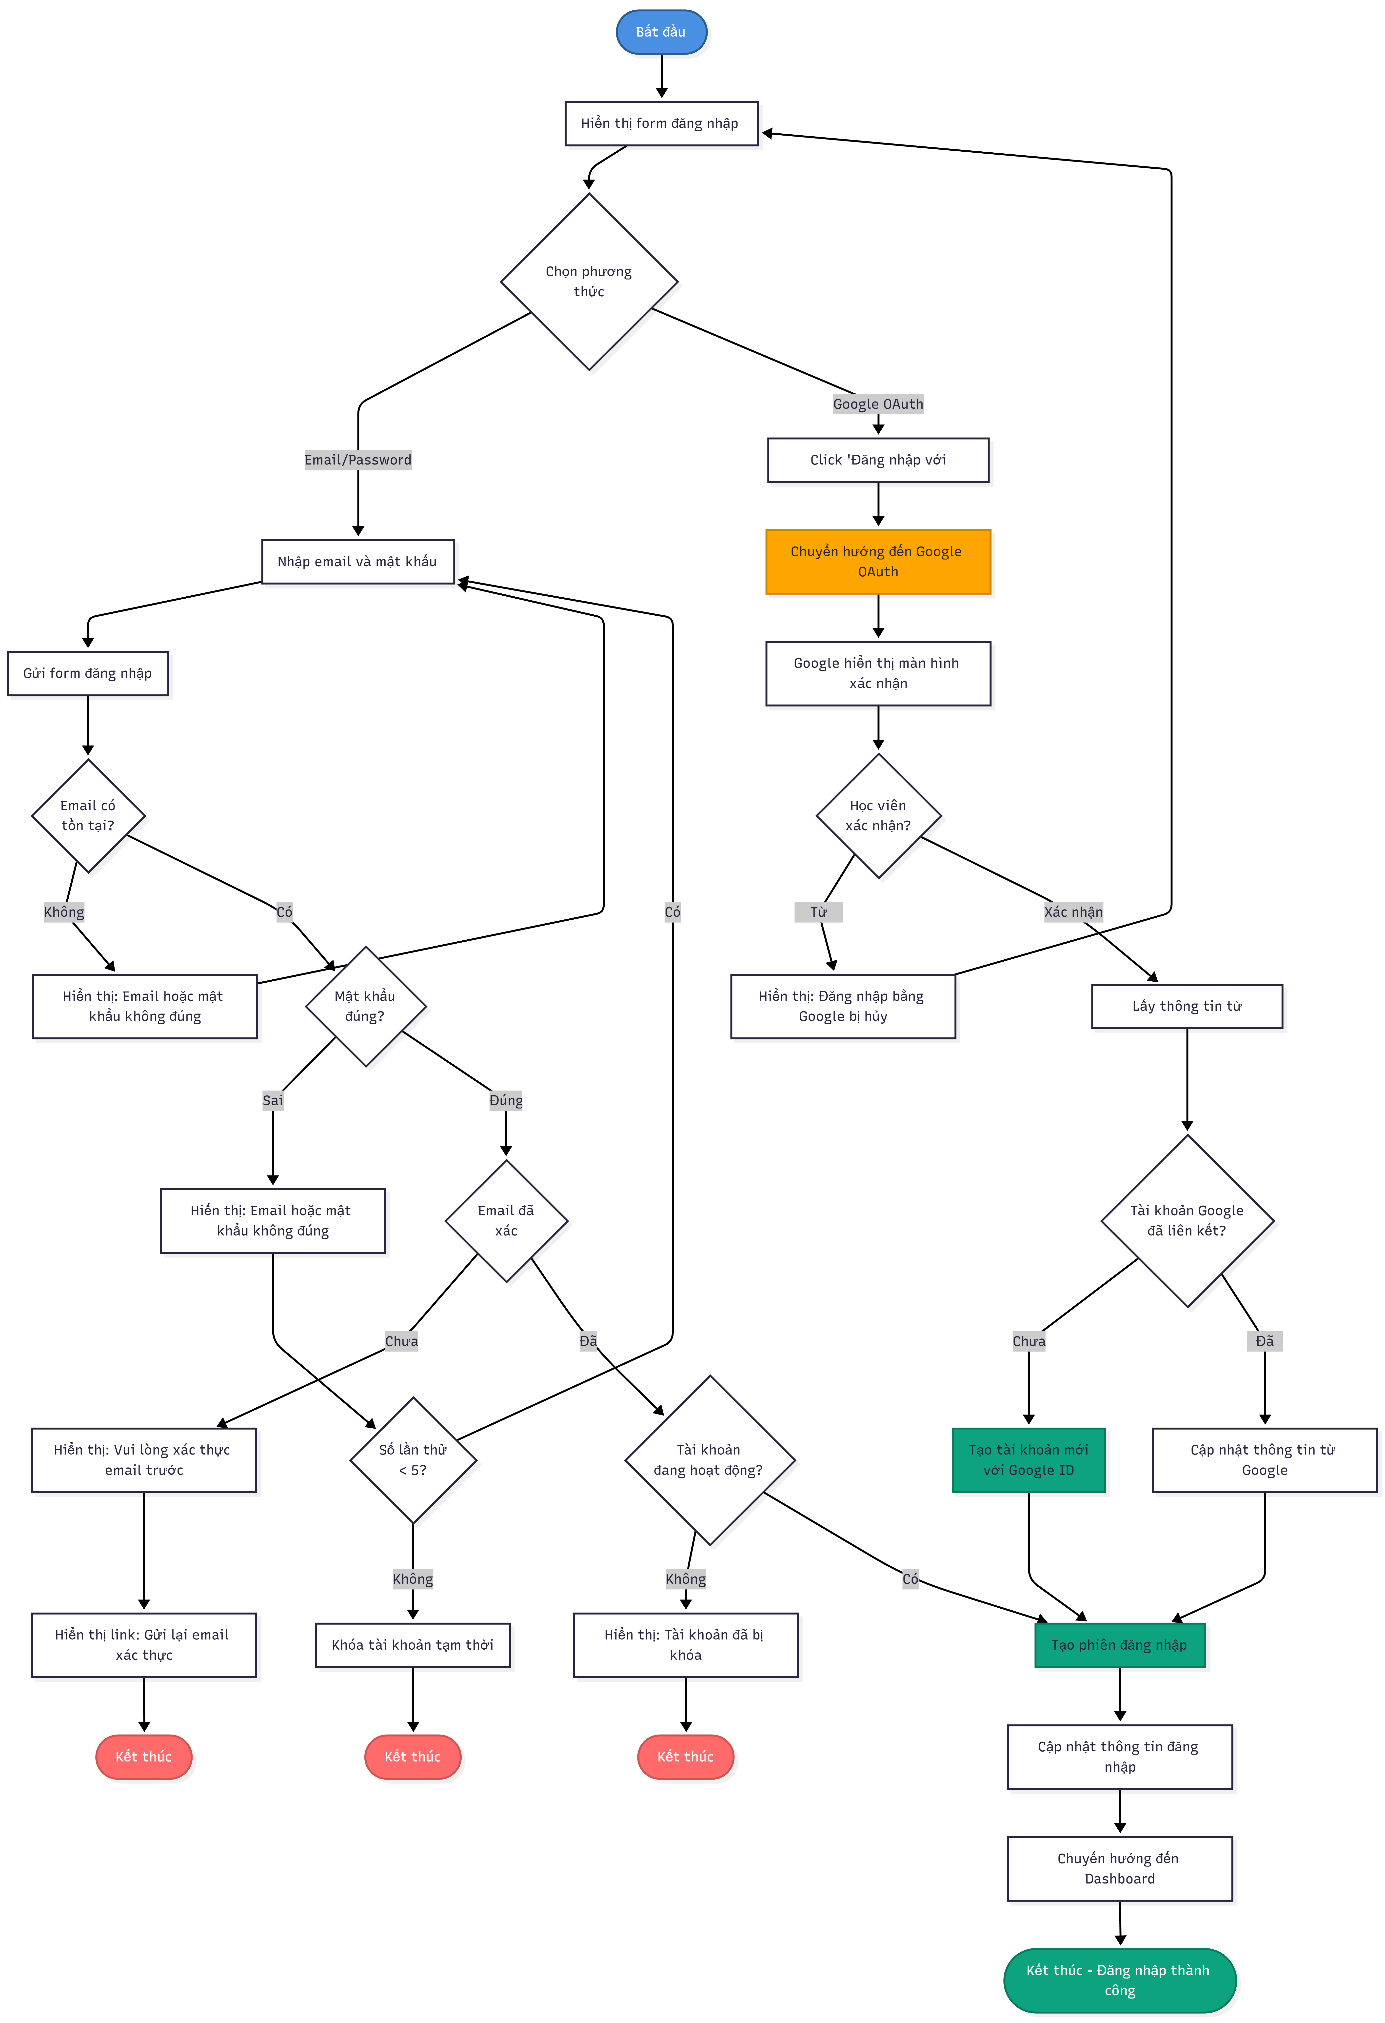 Bắt đầu
Hiển thị form đăng nhập
Chọn phương
thức
Google OAuth
Email/Password
Click 'Đăng nhập với
Chuyển hướng đến Google
OAuth
Nhập email và mật khẩu
Gửi form đăng nhập
Google hiển thị màn hình
xác nhận
Email có
tồn tại?
Học viên
xác nhận?
Không
Có
Có
Từ
Xác nhận
Hiển thị: Email hoặc mật
khẩu không đúng
Mật khẩu
đúng?
Hiển thị: Đăng nhập bằng
Google bị hủy
Lấy thông tin từ
Sai
Đúng
Hiển thị: Email hoặc mật
khẩu không đúng
Email đã
xác
Tài khoản Google
đã liên kết?
Chưa
Đã
Chưa
Đã
Hiển thị: Vui lòng xác thực
email trước
Số lần thử
< 5?
Tài khoản
đang hoạt động?
Tạo tài khoản mới
với Google ID
Cập nhật thông tin từ
Google
Không
Không
Có
Hiển thị link: Gửi lại email
xác thực
Khóa tài khoản tạm thời
Hiển thị: Tài khoản đã bị
khóa
Tạo phiên đăng nhập
Kết thúc
Kết thúc
Kết thúc
Cập nhật thông tin đăng
nhập
Chuyển hướng đến
Dashboard
Kết thúc - Đăng nhập thành
công